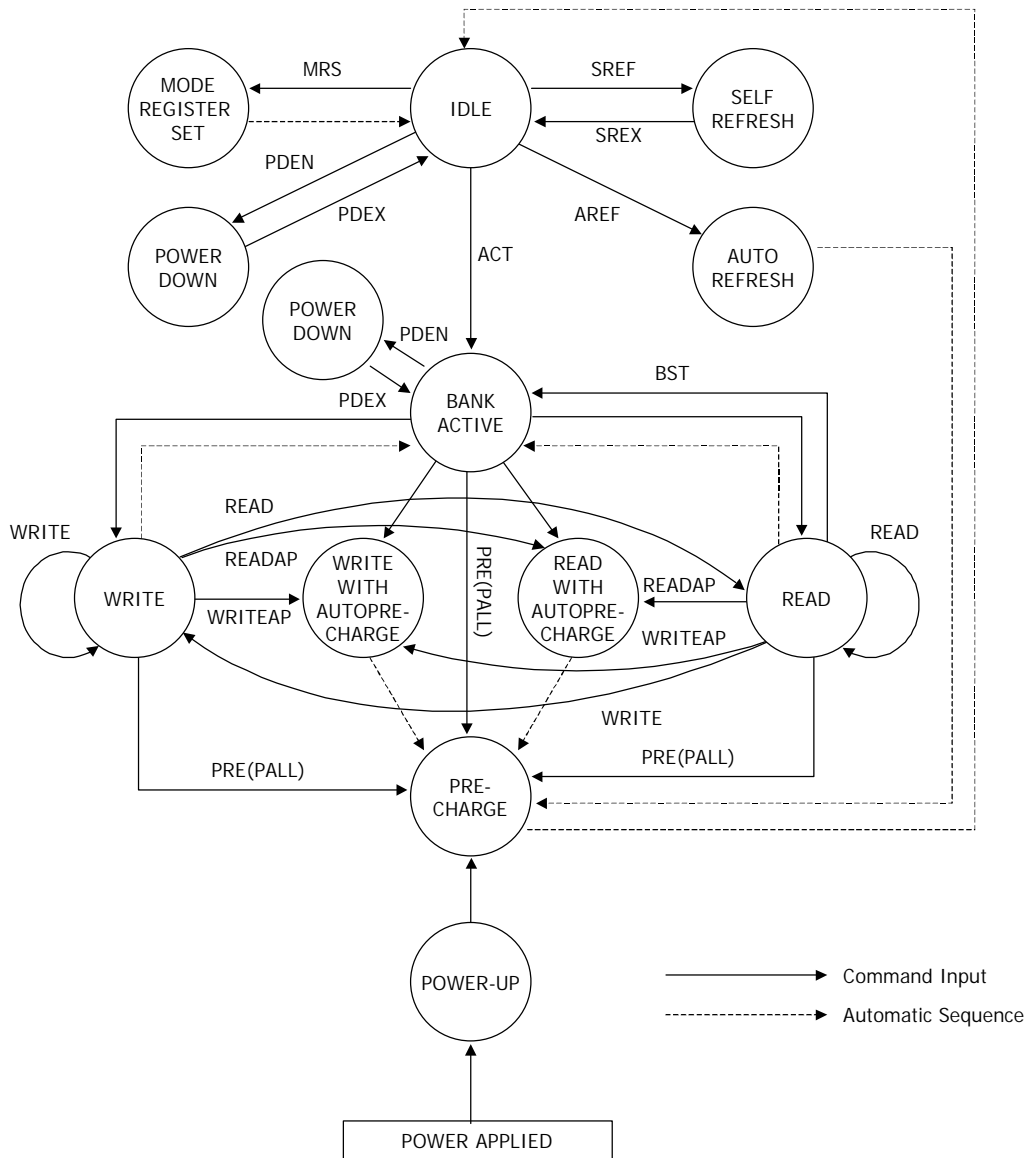 MRS
SREF
MODE
REGISTER
SET
IDLE
SELF
REFRESH
SREX
PDEN
PDEX
AREF
POWER
DOWN
ACT
AUTO
REFRESH
POWER
DOWN
PDEN
PDEX
BST
BANK
ACTIVE
WRITE
READ
READ
READAP
WRITE
WRITEAP
WRITE
WITH
AUTOPRE-
CHARGE
PRE(PALL)
READ
WITH
AUTOPRE-
CHARGE
READAP
READ
WRITEAP
WRITE
PRE(PALL)
PRE(PALL)
PRE-
CHARGE
POWER-UP
Command Input
Automatic Sequence
POWER APPLIED